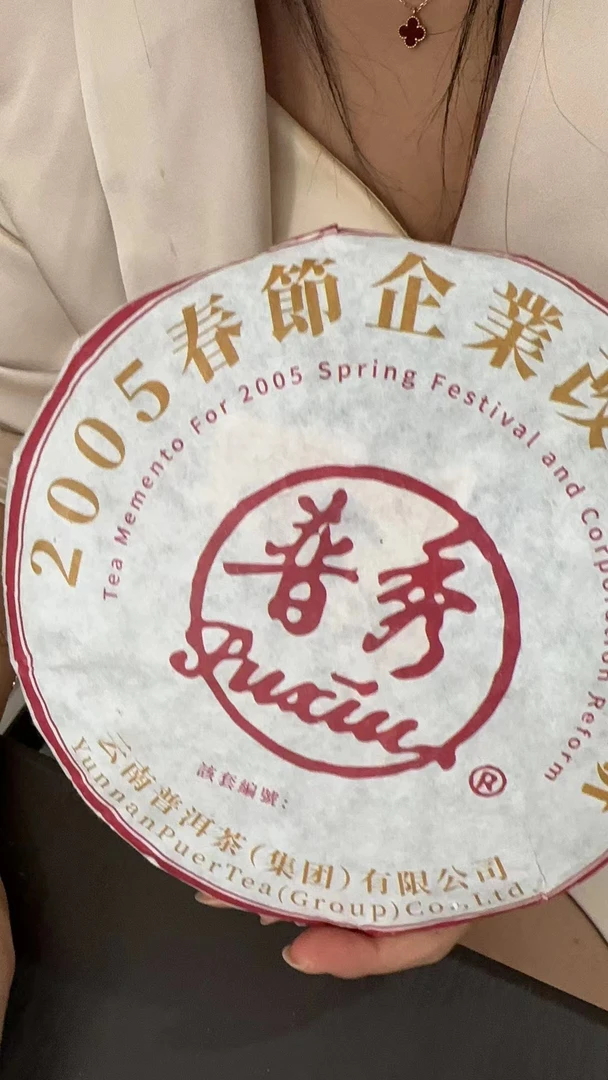 2005春節企業改
Tea Memento For 2005 Spring Festival and Corporation Reform
普秀
Puxiu
®
該套編號:
云南普洱茶(集团)有限公司
YunnanPuerTea(Group)Co.,Ltd.